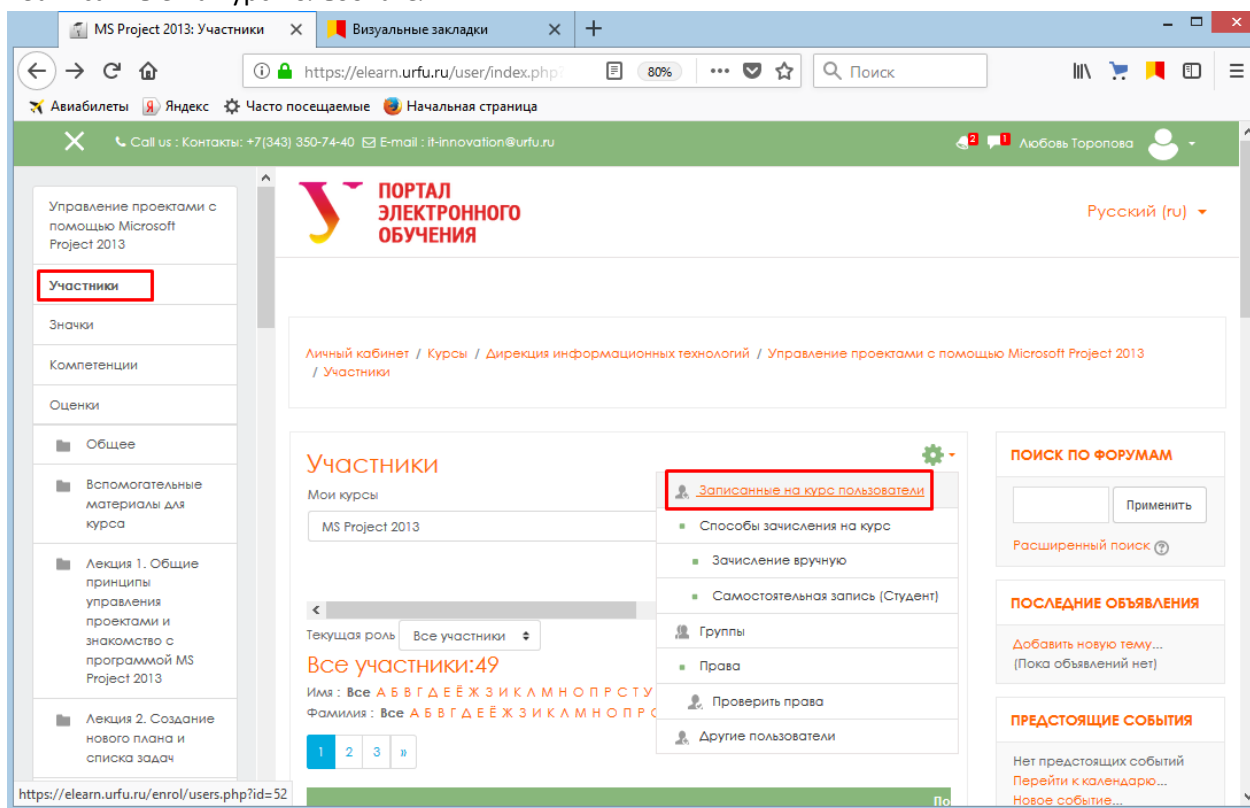 MS Project 2013: Участники
Визуальные закладки
https://elearn.urfu.ru/user/index.php?
80%
Поиск
Авиабилеты Яндекс Часто посещаемые Начальная страница
Call us : Контакты: +7(343) 350-74-40 E-mail : it-innovation@urfu.ru
2 1 Любовь Торопова
ПОРТАЛ
ЭЛЕКТРОННОГО
ОБУЧЕНИЯ
Русский (ru)
Управление проектами с
помощью Microsoft
Project 2013
Участники
Значки
Компетенции
Оценки
Общее
Вспомогательные
материалы для
курса
Лекция 1. Общие
принципы
управления
проектами и
знакомство с
программой MS
Project 2013
Лекция 2. Создание
нового плана и
списка задач
Личный кабинет / Курсы / Дирекция информационных технологий / Управление проектами с помощью Microsoft Project 2013
/ Участники
Участники
Мои курсы
MS Project 2013
Текущая роль Все участники
Все участники:49
Имя : Все А Б В Г Д Е Ё Ж З И К Л М Н О П Р С Т У
Фамилия : Все А Б В Г Д Е Ё Ж З И К Л М Н О П Р С
1 2 3 »
По
Записанные на курс пользователи
Способы зачисления на курс
Зачисление вручную
Самостоятельная запись (Студент)
Группы
Права
Проверить права
Другие пользователи
ПОИСК ПО ФОРУМАМ
Применить
Расширенный поиск
ПОСЛЕДНИЕ ОБЪЯВЛЕНИЯ
Добавить новую тему...
(Пока объявлений нет)
ПРЕДСТОЯЩИЕ СОБЫТИЯ
Нет предстоящих событий
Перейти к календарю...
Новое событие...
https://elearn.urfu.ru/enrol/users.php?id=52